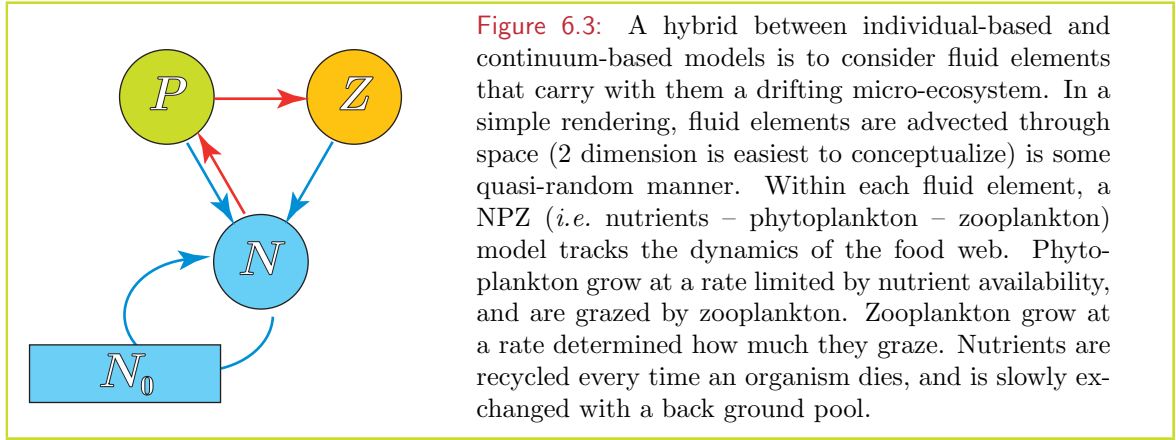 P
Z
N
N₀
Figure 6.3: A hybrid between individual-based and
continuum-based models is to consider fluid elements
that carry with them a drifting micro-ecosystem. In a
simple rendering, fluid elements are advected through
space (2 dimension is easiest to conceptualize) is some
quasi-random manner. Within each fluid element, a
NPZ (i.e. nutrients – phytoplankton – zooplankton)
model tracks the dynamics of the food web. Phyto-
plankton grow at a rate limited by nutrient availability,
and are grazed by zooplankton. Zooplankton grow at
a rate determined how much they graze. Nutrients are
recycled every time an organism dies, and is slowly ex-
changed with a back ground pool.